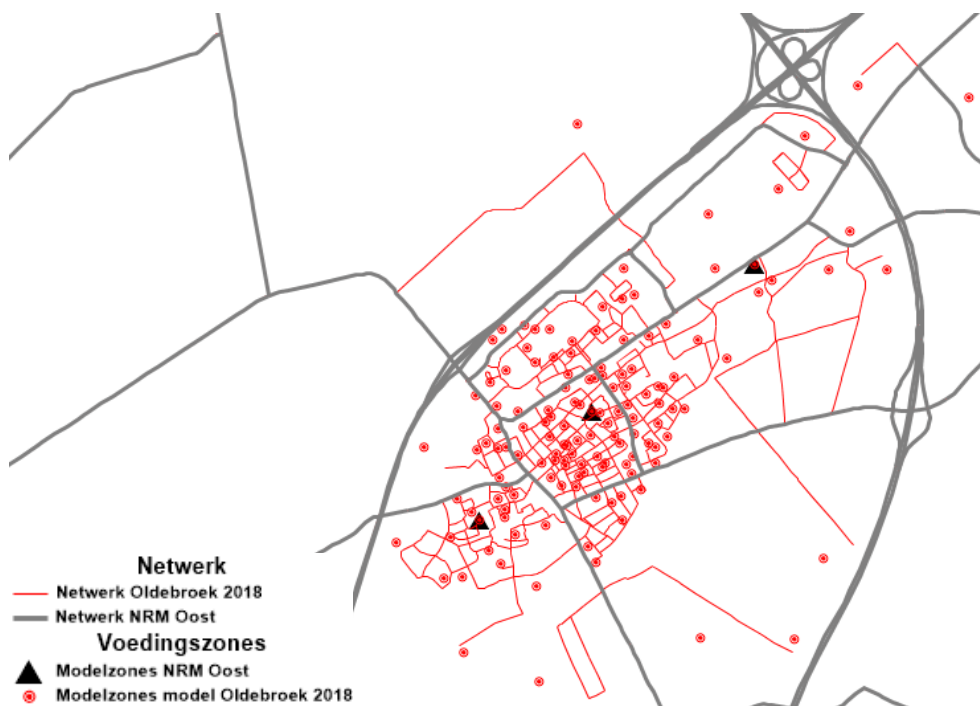 Netwerk
Netwerk Oldebroek 2018
Netwerk NRM Oost
Voedingszones
Modelzones NRM Oost
Modelzones model Oldebroek 2018